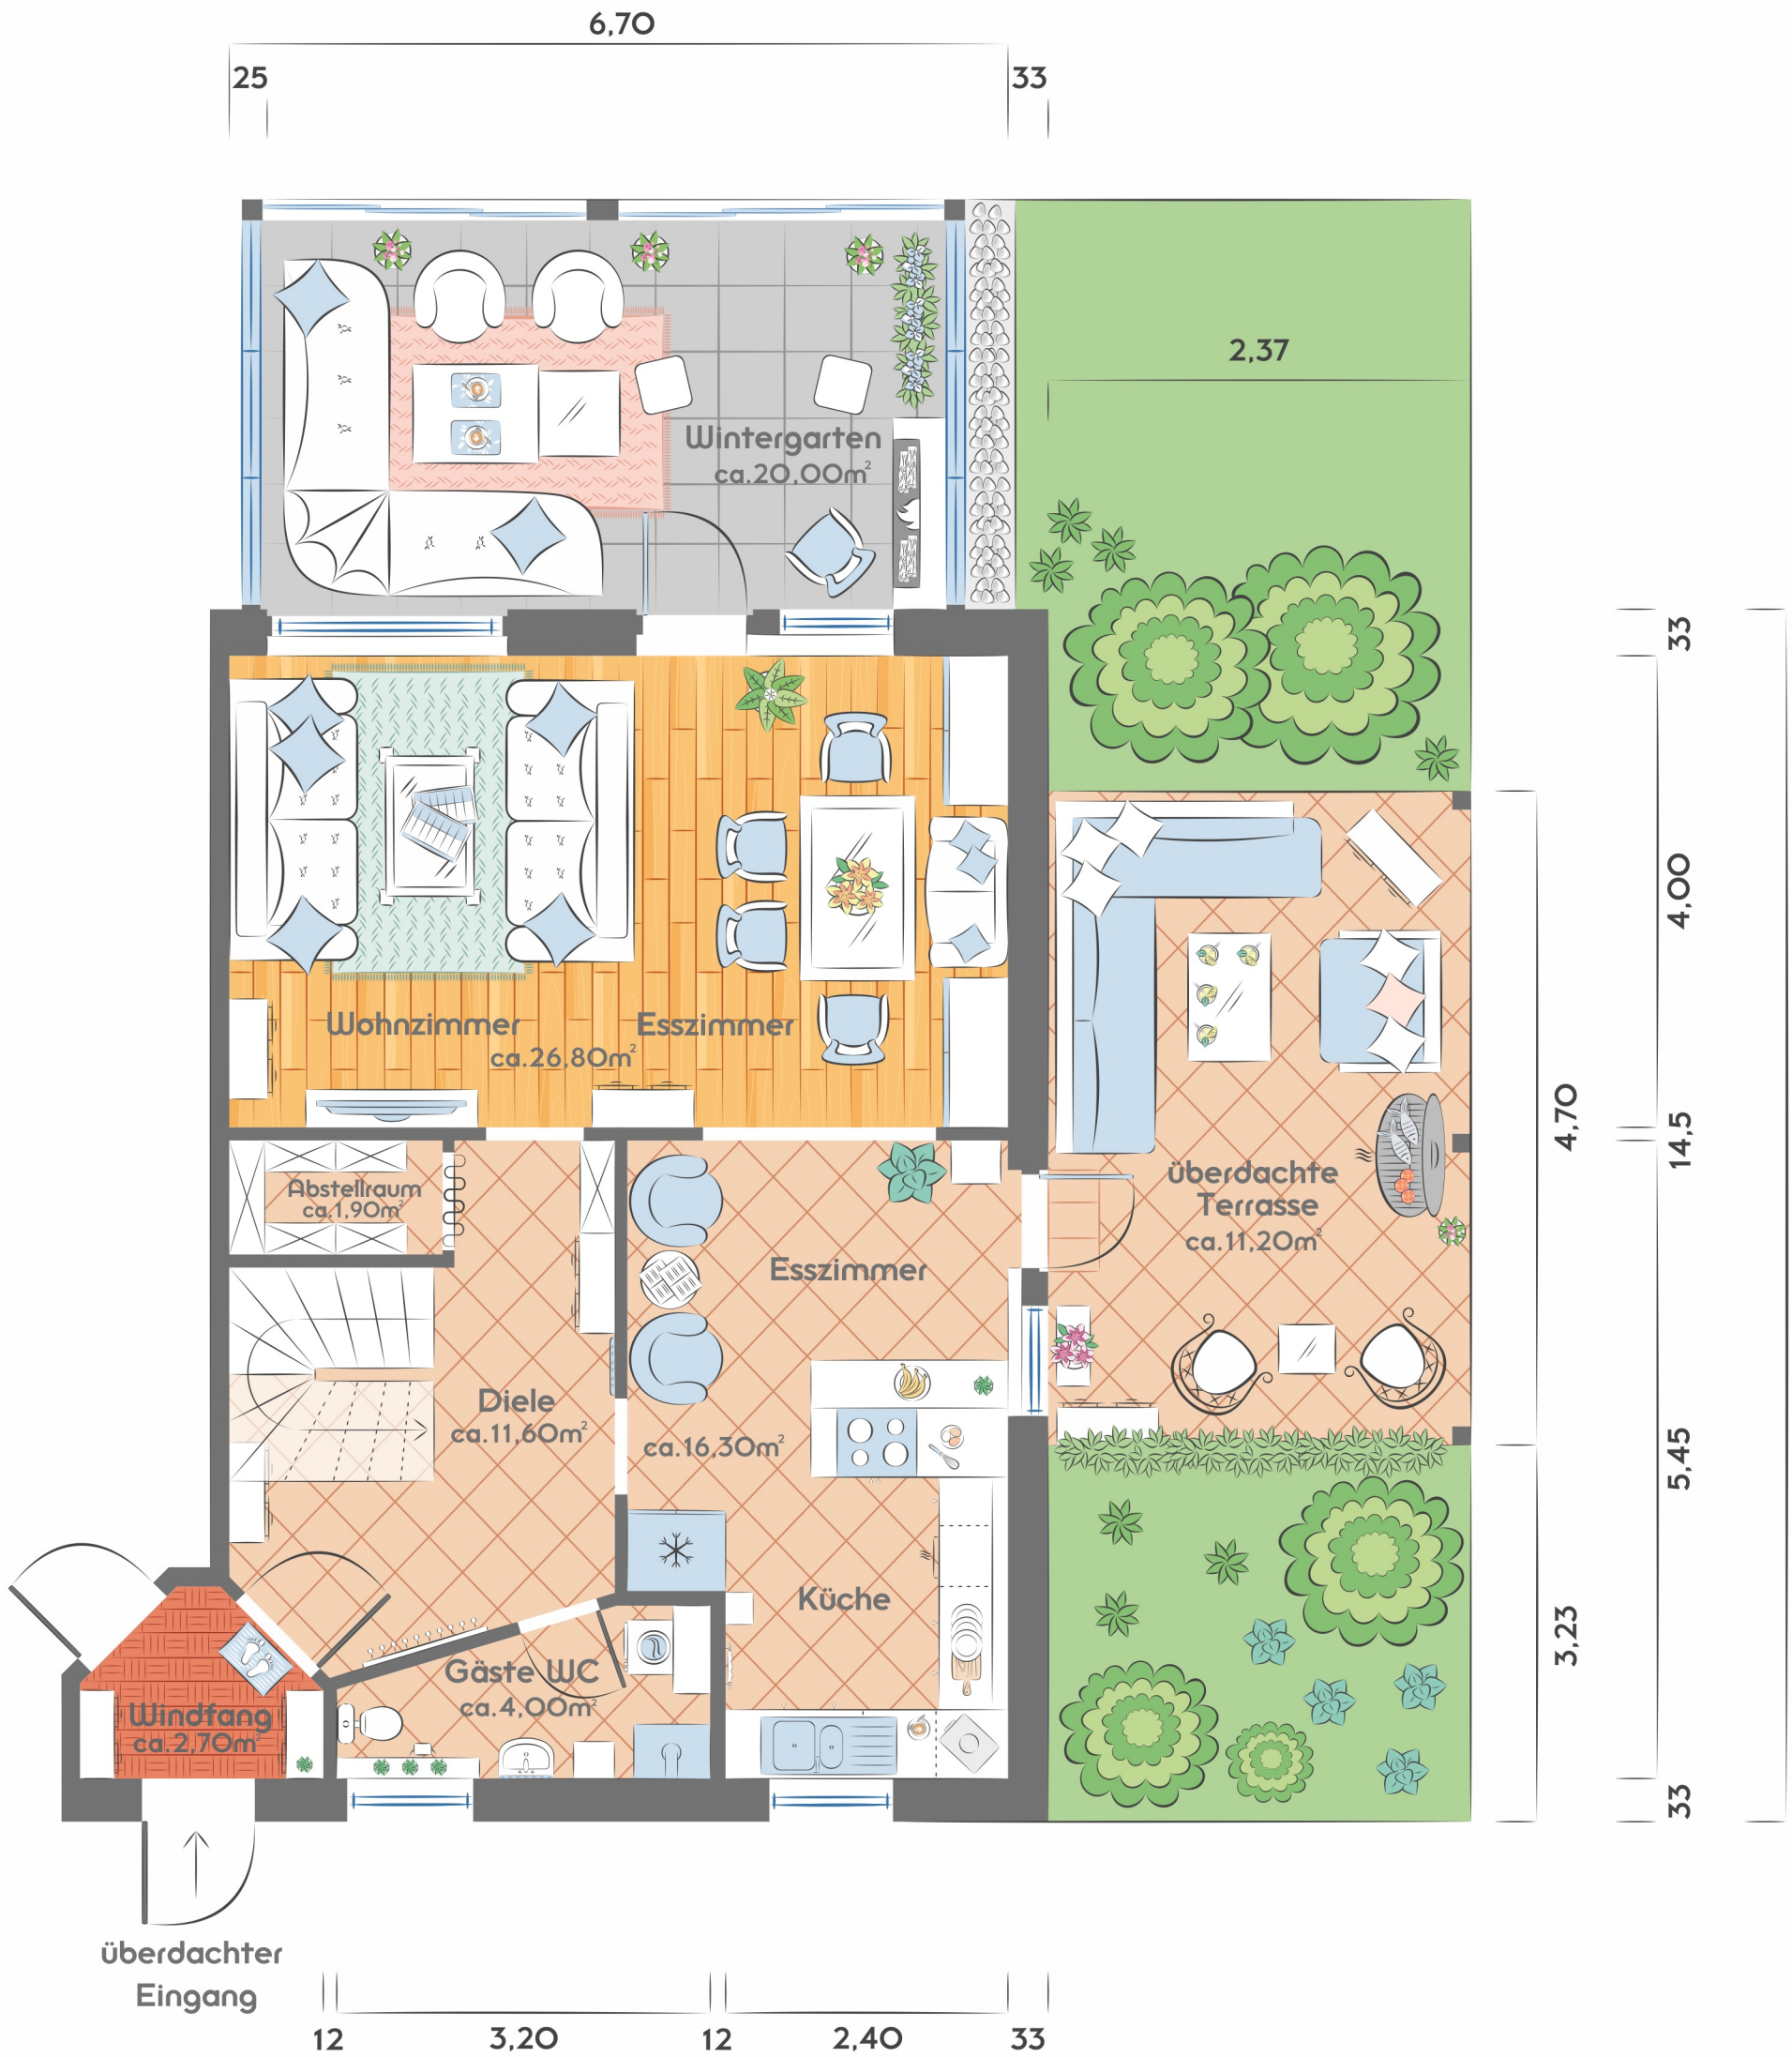 6,70
25
33
2,37
Wintergarten
ca.20,00m²
33
4,00
Wohnzimmer Esszimmer
ca.26,80m²
4,70
14,5
überdachte
Terrasse
ca.11,20m²
Abstellraum
ca.1,90m²
Esszimmer
Diele
ca.11,60m²
ca.16,30m²
5,45
Küche
3,23
Gäste WC
ca.4,00m²
Windfang
ca.2,70m²
33
überdachter
Eingang
12
3,20
12
2,40
33